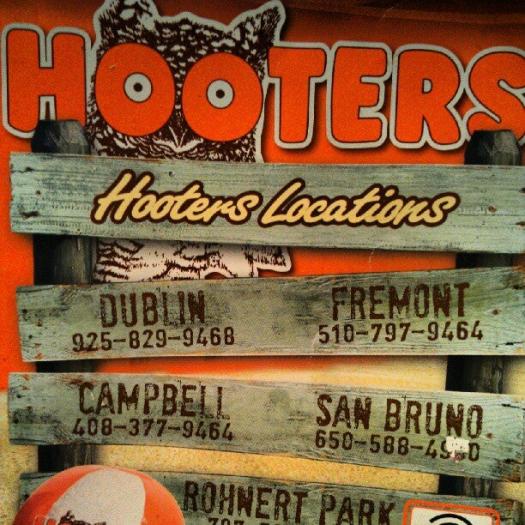 HOOTERS
Hooters Locations
DUBLIN FREMONT
925-829-9468 510-797-9464
CAMPBELL SAN BRUNO
408-377-9464
ROHNERT PARK